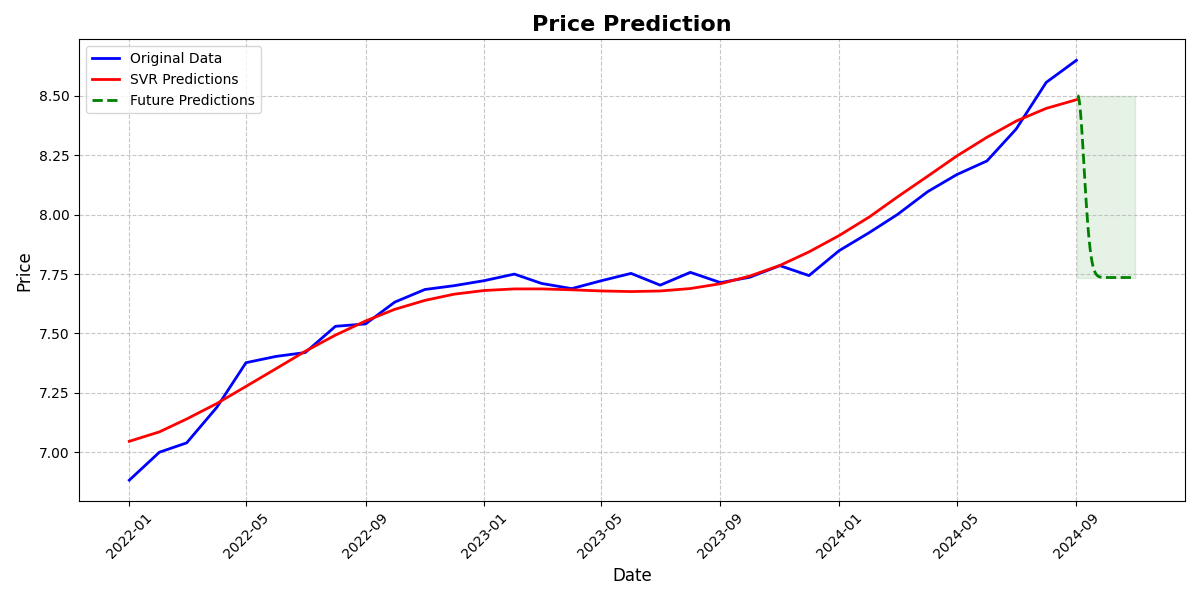 Price Prediction
Original Data
SVR Predictions
Future Predictions
Price
8.50
8.25
8.00
7.75
7.50
7.25
7.00
2022-01
2022-05
2022-09
2023-01
2023-05
2023-09
2024-01
2024-05
2024-09
Date